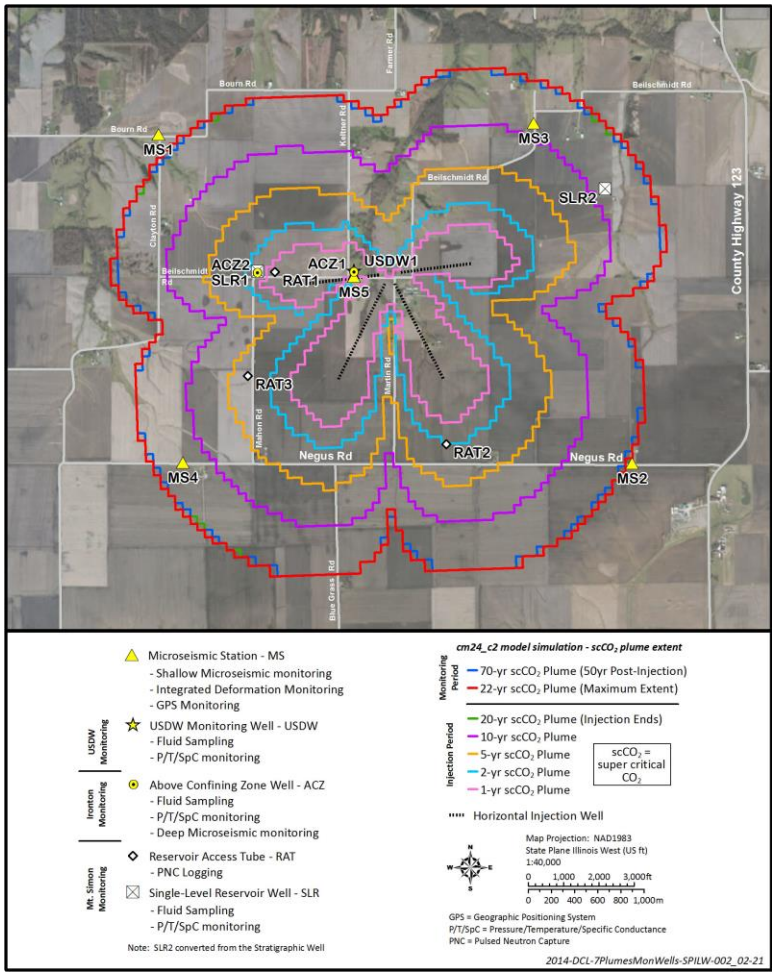 Farmer Rd
Bourn Rd
Beilschmidt Rd
Bourn Rd
MS1
Keltner Rd
MS3
County Highway 123
Beilschmidt Rd
SLR2
Clayton Rd
ACZ2
ACZ1
USDW1
Beilschmidt Rd
SLR1
RAT1
MS5
RAT3
Martin Rd
Mahon Rd
RAT2
Negus Rd
Negus Rd
MS4
MS2
Blue Grass Rd
Microseismic Station - MS
- Shallow Microseismic monitoring
- Integrated Deformation Monitoring
- GPS Monitoring
USDW Monitoring
USDW Monitoring Well - USDW
- Fluid Sampling
- P/T/SpC monitoring
Ironton Monitoring
Above Confining Zone Well - ACZ
- Fluid Sampling
- P/T/SpC monitoring
- Deep Microseismic monitoring
Mt. Simon Monitoring
Reservoir Access Tube - RAT
- PNC Logging
Single-Level Reservoir Well - SLR
- Fluid Sampling
- P/T/SpC monitoring
Note: SLR2 converted from the Stratigraphic Well
cm24_c2 model simulation - scCO2 plume extent
Monitoring Period
70-yr scCO2 Plume (50yr Post-Injection)
22-yr scCO2 Plume (Maximum Extent)
Injection Period
20-yr scCO2 Plume (Injection Ends)
10-yr scCO2 Plume
5-yr scCO2 Plume
2-yr scCO2 Plume
1-yr scCO2 Plume
scCO2 =
super critical
CO2
Horizontal Injection Well
N
W E
S
Map Projection: NAD1983
State Plane Illinois West (US ft)
1:40,000
0 1,000 2,000 3,000ft
0 200 400 600 800 1,000m
GPS = Geographic Positioning System
P/T/SpC = Pressure/Temperature/Specific Conductance
PNC = Pulsed Neutron Capture
2014-DCL-7PlumesMonWells-SPILW-002_02-21